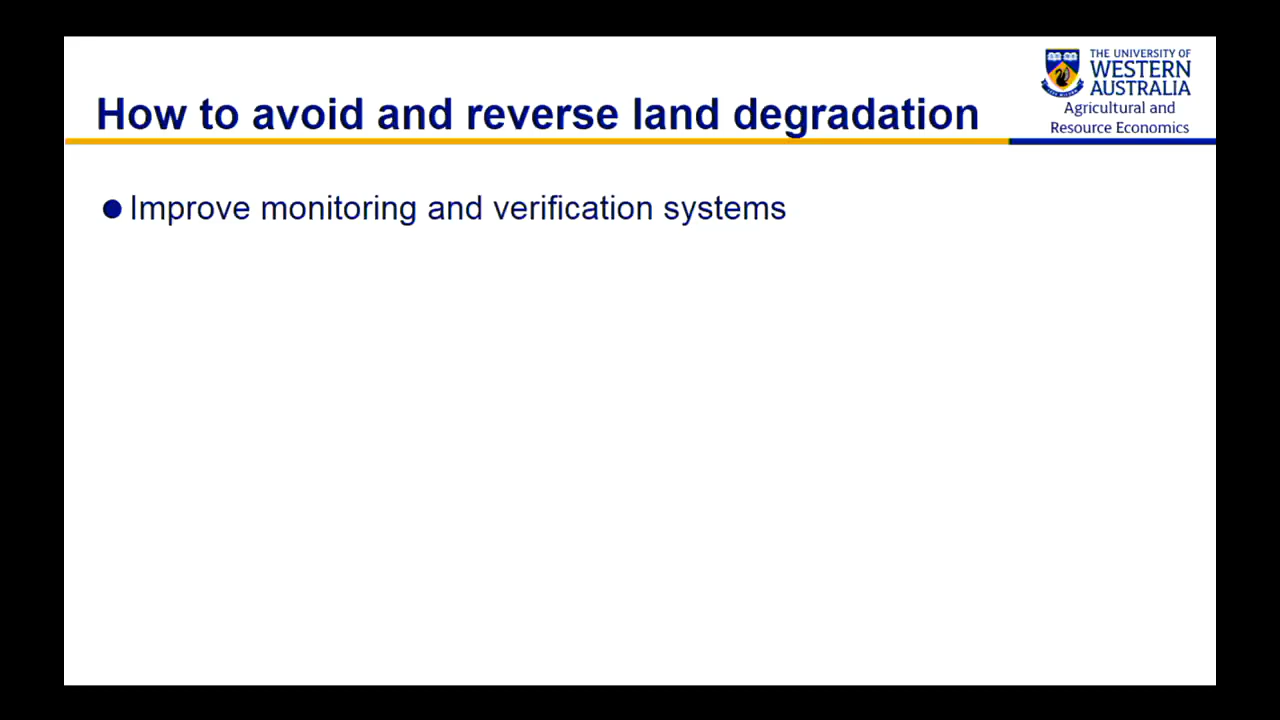 THE UNIVERSITY OF
WESTERN
AUSTRALIA
Agricultural and
Resource Economics
How to avoid and reverse land degradation
Improve monitoring and verification systems